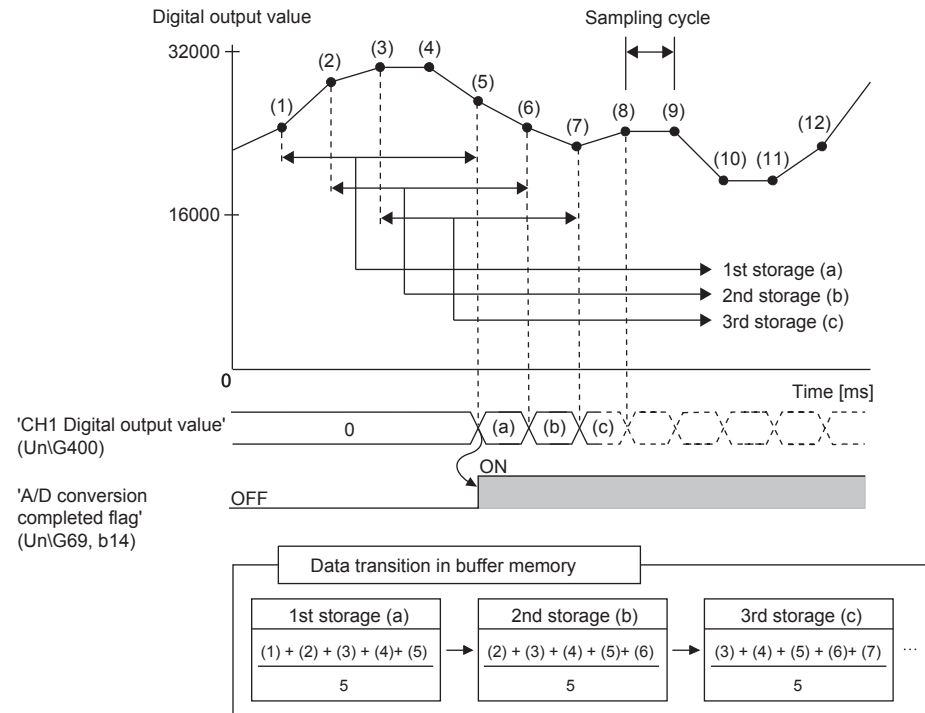 Digital output value
Sampling cycle
32000
(1)
(2)
(3)
(4)
(5)
(6)
(7)
(8)
(9)
(10)
(11)
(12)
16000
1st storage (a)
2nd storage (b)
3rd storage (c)
0
Time [ms]
'CH1 Digital output value'
(Un\G400)
0
(a)
(b)
(c)
ON
'A/D conversion
completed flag'
(Un\G69, b14)
OFF
Data transition in buffer memory
1st storage (a)
(1) + (2) + (3) + (4)+ (5)
5
2nd storage (b)
(2) + (3) + (4) + (5)+ (6)
5
3rd storage (c)
(3) + (4) + (5) + (6)+ (7)
5
...